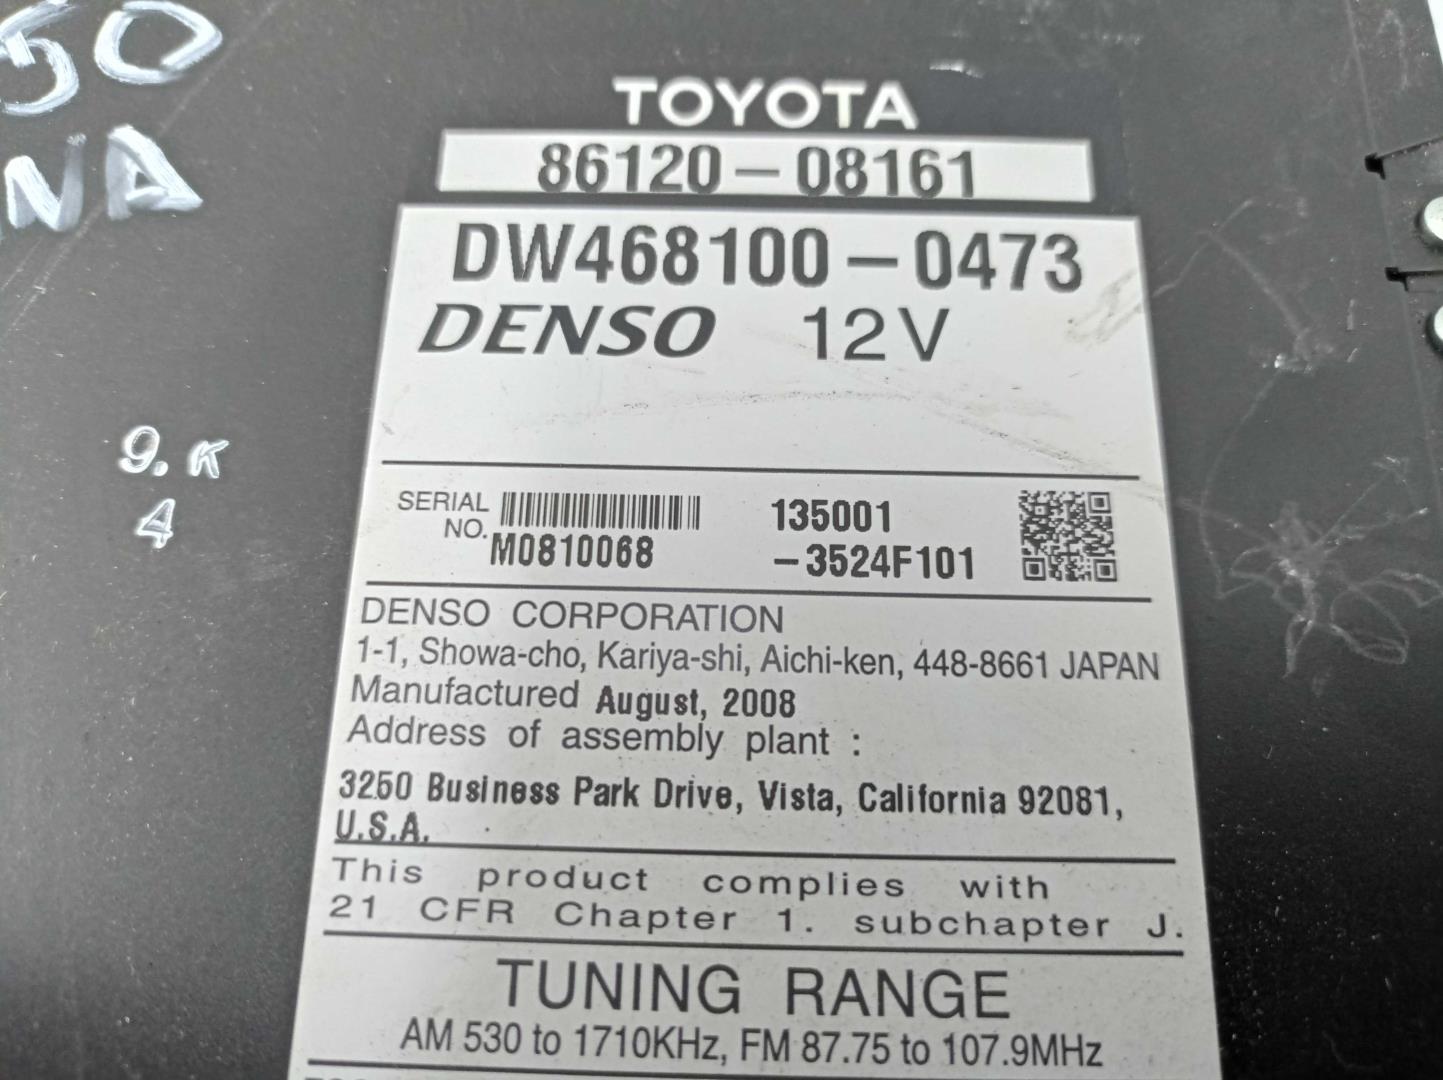 50
NA
9.K
4
TOYOTA
86120-08161
DW468100-0473
DENSO 12V
SERIAL NO. M0810068
135001
-3524F101
DENSO CORPORATION
1-1, Showa-cho, Kariya-shi, Aichi-ken, 448-8661 JAPAN
Manufactured August, 2008
Address of assembly plant :
3250 Business Park Drive, Vista, California 92081,
U.S.A.
This product complies with
21 CFR Chapter 1. subchapter J.
TUNING RANGE
AM 530 to 1710KHz, FM 87.75 to 107.9MHz